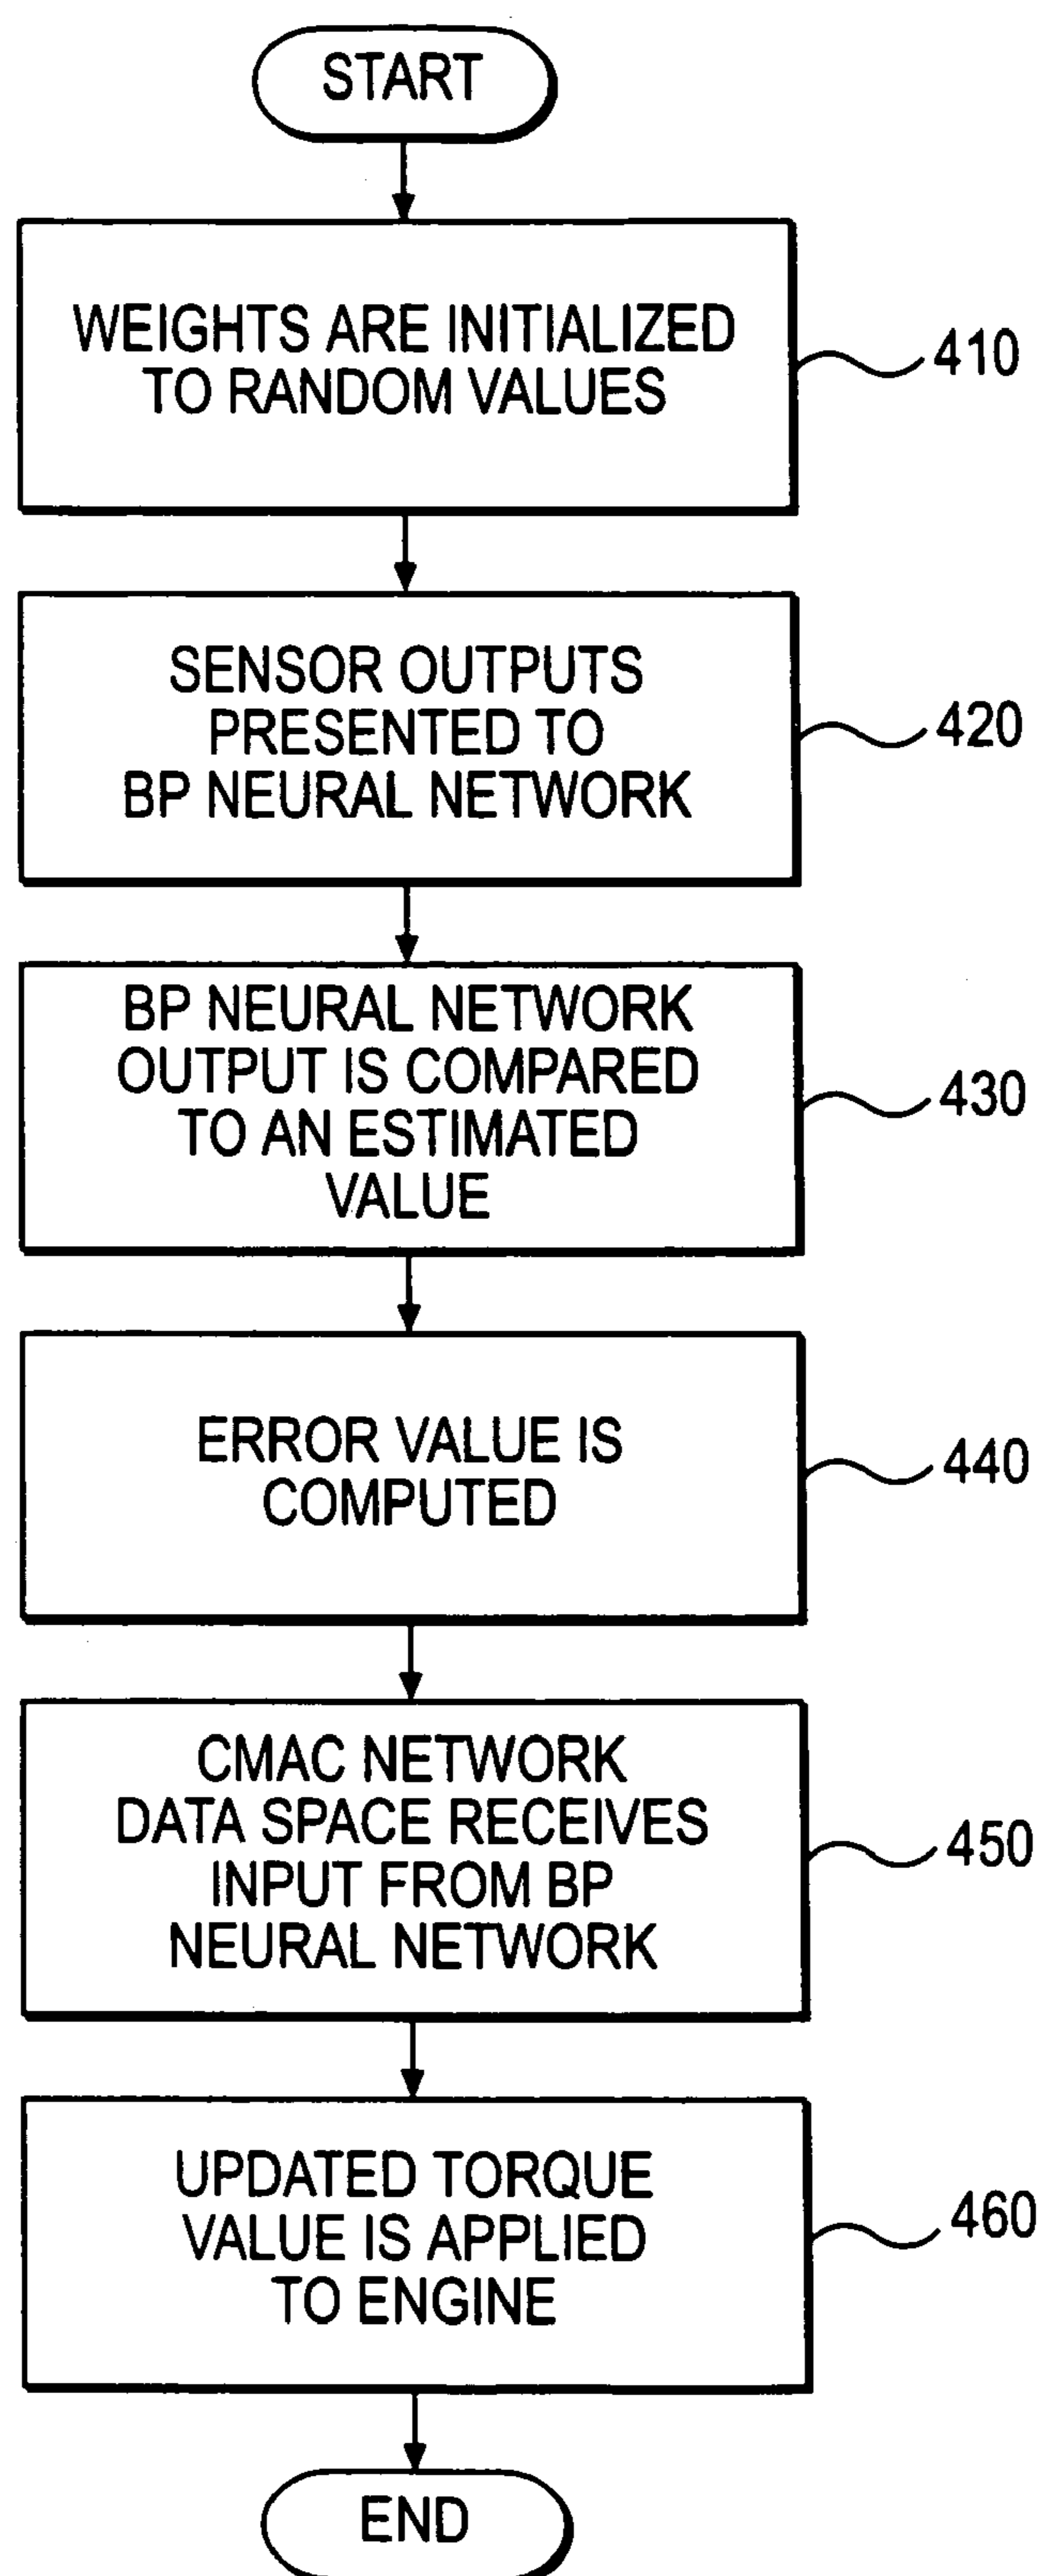 START
WEIGHTS ARE INITIALIZED
TO RANDOM VALUES
410
SENSOR OUTPUTS
PRESENTED TO
BP NEURAL NETWORK
420
BP NEURAL NETWORK
OUTPUT IS COMPARED
TO AN ESTIMATED
VALUE
430
ERROR VALUE IS
COMPUTED
440
CMAC NETWORK
DATA SPACE RECEIVES
INPUT FROM BP
NEURAL NETWORK
450
UPDATED TORQUE
VALUE IS APPLIED
TO ENGINE
460
END